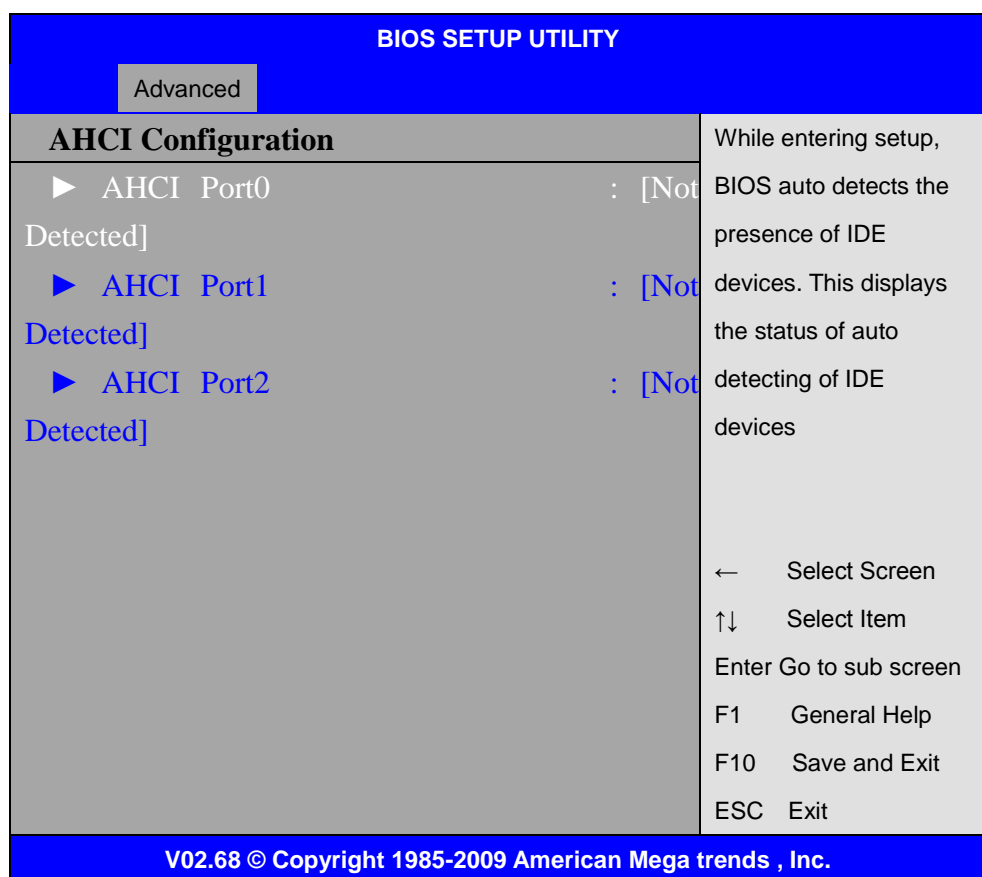 BIOS SETUP UTILITY
Advanced
AHCI Configuration
► AHCI Port0 : [Not
Detected]
► AHCI Port1 : [Not
Detected]
► AHCI Port2 : [Not
Detected]
While entering setup,
BIOS auto detects the
presence of IDE
devices. This displays
the status of auto
detecting of IDE
devices
← Select Screen
↑↓ Select Item
Enter Go to sub screen
F1 General Help
F10 Save and Exit
ESC Exit
V02.68 © Copyright 1985-2009 American Mega trends , Inc.